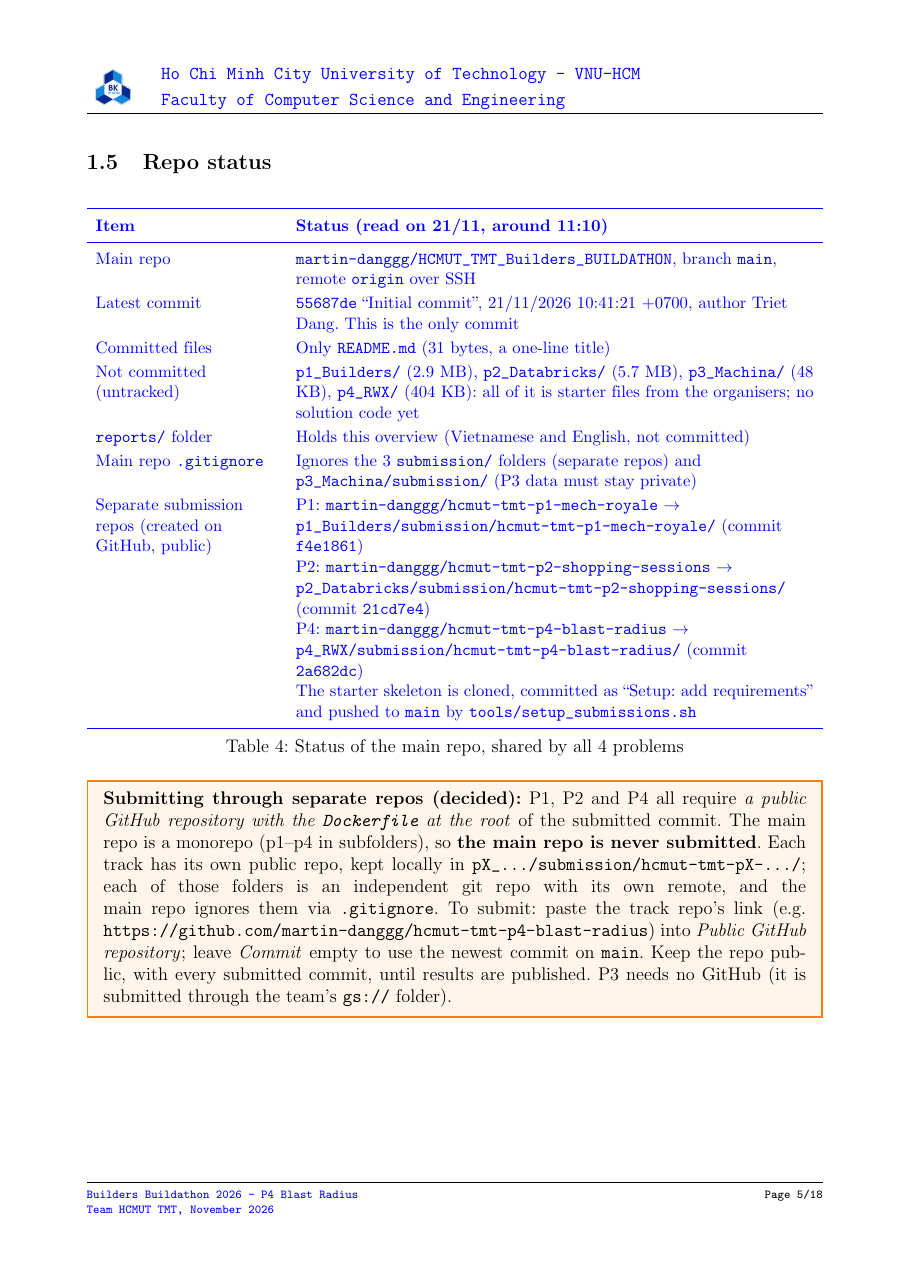 BK
Ho Chi Minh City University of Technology - VNU-HCM
Faculty of Computer Science and Engineering
1.5 Repo status
Item Status (read on 21/11, around 11:10)
Main repo martin-danggg/HCMUT_TMT_Builders_BUILDATHON, branch main,
remote origin over SSH
Latest commit 55687de “Initial commit”, 21/11/2026 10:41:21 +0700, author Triet
Dang. This is the only commit
Committed files Only README.md (31 bytes, a one-line title)
Not committed p1_Builders/ (2.9 MB), p2_Databricks/ (5.7 MB), p3_Machina/ (48
(untracked) KB), p4_RWX/ (404 KB): all of it is starter files from the organisers; no
solution code yet
reports/ folder Holds this overview (Vietnamese and English, not committed)
Main repo .gitignore Ignores the 3 submission/ folders (separate repos) and
p3_Machina/submission/ (P3 data must stay private)
Separate submission P1: martin-danggg/hcmut-tmt-p1-mech-royale →
repos (created on p1_Builders/submission/hcmut-tmt-p1-mech-royale/ (commit
GitHub, public) f4e1861)
P2: martin-danggg/hcmut-tmt-p2-shopping-sessions →
p2_Databricks/submission/hcmut-tmt-p2-shopping-sessions/
(commit 21cd7e4)
P4: martin-danggg/hcmut-tmt-p4-blast-radius →
p4_RWX/submission/hcmut-tmt-p4-blast-radius/ (commit
2a682dc)
The starter skeleton is cloned, committed as “Setup: add requirements”
and pushed to main by tools/setup_submissions.sh
Table 4: Status of the main repo, shared by all 4 problems
Submitting through separate repos (decided): P1, P2 and P4 all require a public
GitHub repository with the Dockerfile at the root of the submitted commit. The main
repo is a monorepo (p1–p4 in subfolders), so the main repo is never submitted. Each
track has its own public repo, kept locally in pX_.../submission/hcmut-tmt-pX-.../;
each of those folders is an independent git repo with its own remote, and the
main repo ignores them via .gitignore. To submit: paste the track repo’s link (e.g.
https://github.com/martin-danggg/hcmut-tmt-p4-blast-radius) into Public GitHub
repository; leave Commit empty to use the newest commit on main. Keep the repo pub-
lic, with every submitted commit, until results are published. P3 needs no GitHub (it is
submitted through the team’s gs:// folder).
Builders Buildathon 2026 - P4 Blast Radius Page 5/18
Team HCMUT TMT, November 2026